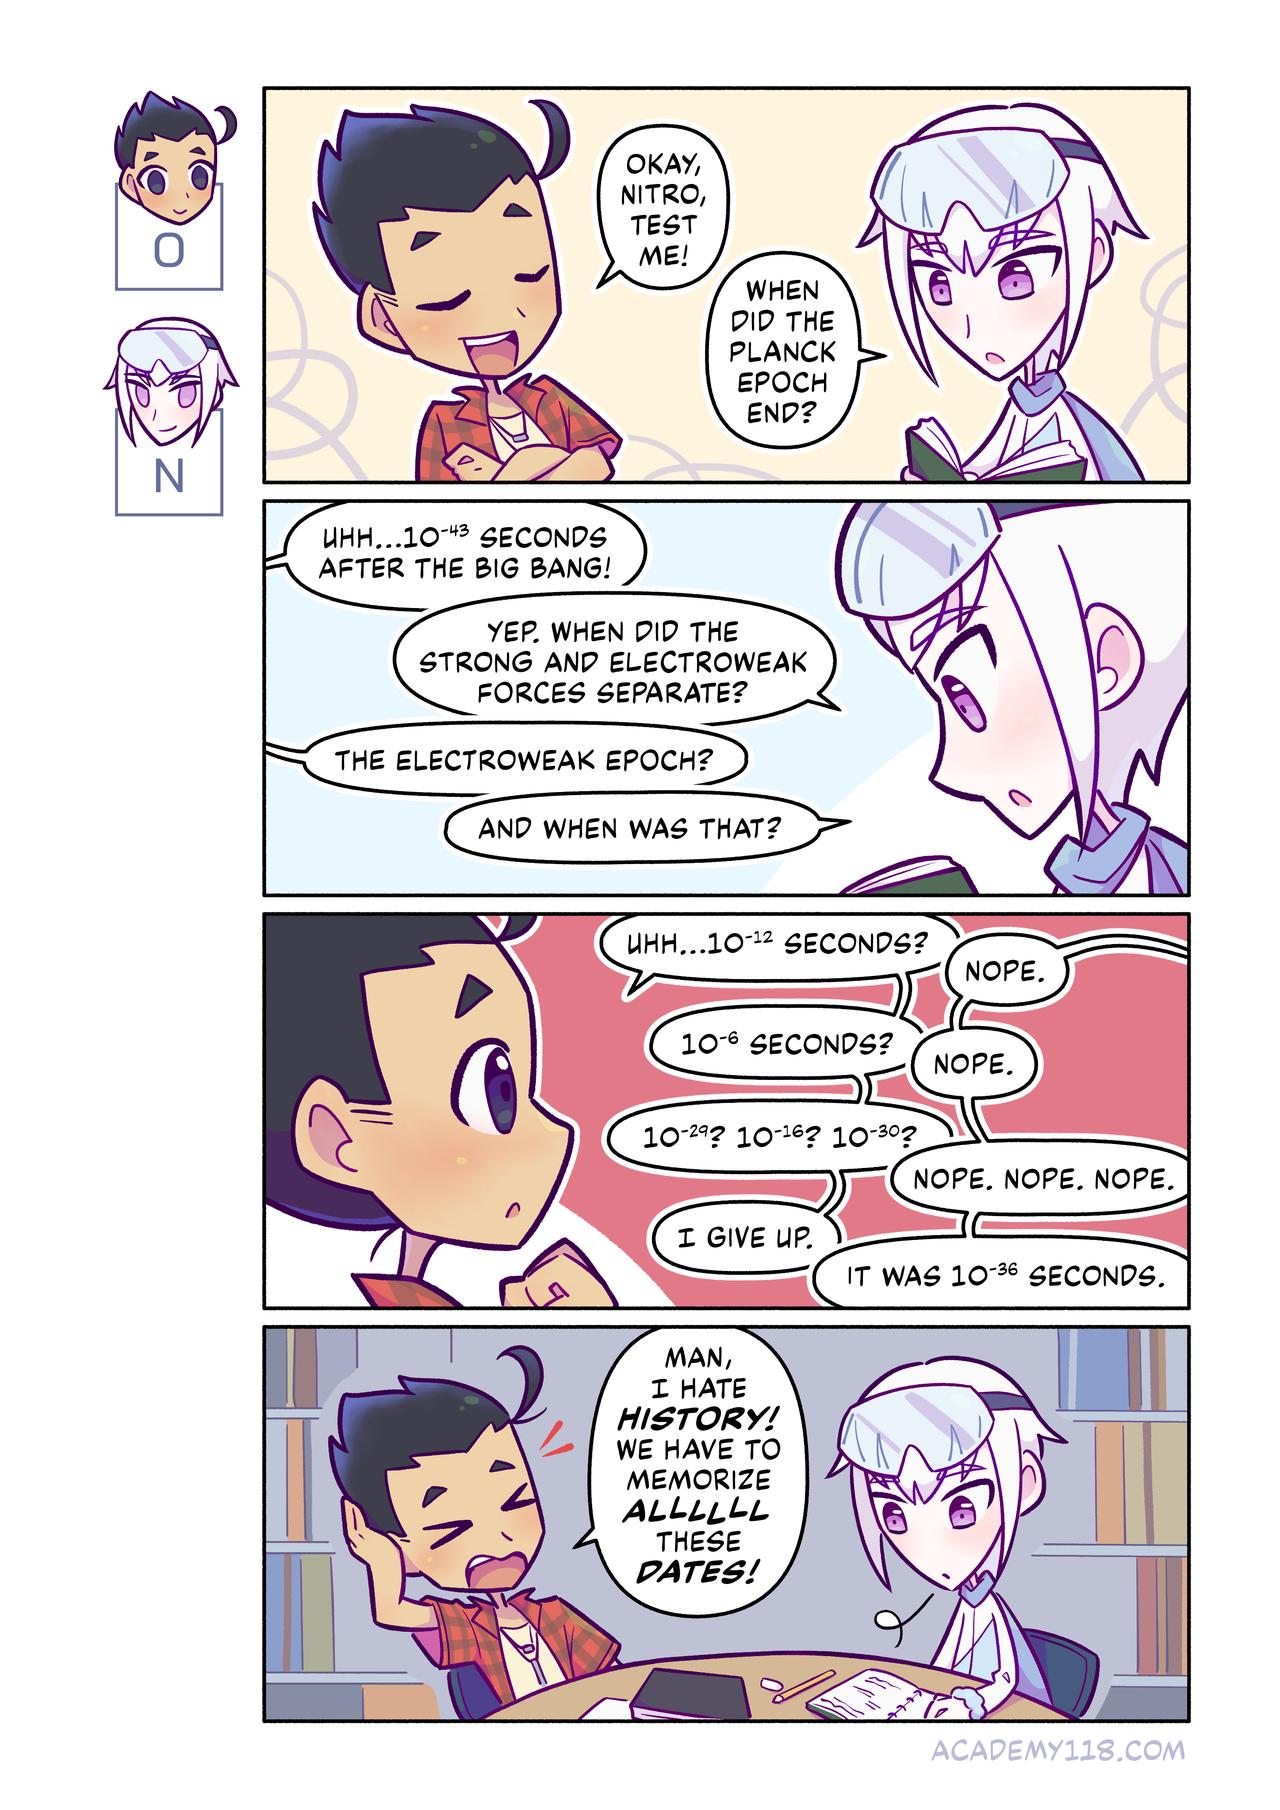 O
N
OKAY,
NITRO,
TEST
ME!
WHEN
DID THE
PLANCK
EPOCH
END?
UHH...10⁻⁴³ SECONDS
AFTER THE BIG BANG!
YEP. WHEN DID THE
STRONG AND ELECTROWEAK
FORCES SEPARATE?
THE ELECTROWEAK EPOCH?
AND WHEN WAS THAT?
UHH...10⁻¹² SECONDS?
NOPE.
10⁻⁶ SECONDS?
NOPE.
10⁻²⁹? 10⁻¹⁶? 10⁻³⁰?
NOPE. NOPE. NOPE.
I GIVE UP.
IT WAS 10⁻³⁶ SECONDS.
MAN,
I HATE
HISTORY!
WE HAVE TO
MEMORIZE
ALLLLLL
THESE
DATES!
ACADEMY118.COM